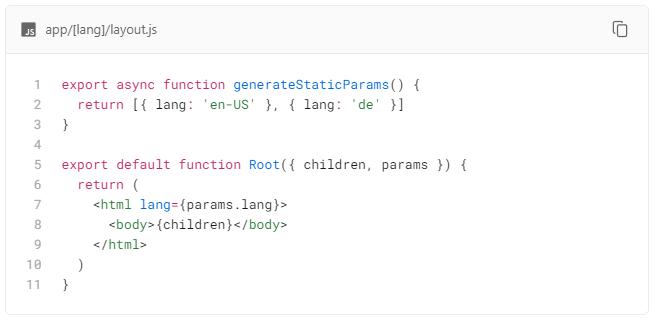 JS app/[lang]/layout.js
1 export async function generateStaticParams() {
2   return [{ lang: 'en-US' }, { lang: 'de' }]
3 }
4
5 export default function Root({ children, params }) {
6   return (
7     <html lang={params.lang}>
8       <body>{children}</body>
9     </html>
10   )
11 }